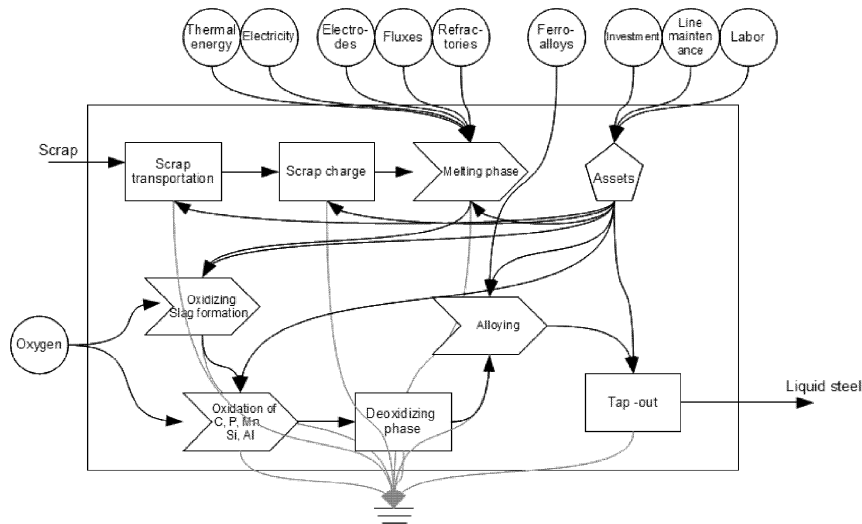 Thermal
energy
Electricity
Electro-
des
Fluxes
Refrac-
tories
Ferro-
alloys
Investment
Line
mainten
ance
Labor
Scrap
Scrap
transportation
Scrap charge
Melting phase
Assets
Oxidizing
Slag formation
Oxygen
Alloying
Oxidation of
C, P, Mn
Si, Al
Deoxidizing
phase
Tap -out
Liquid steel